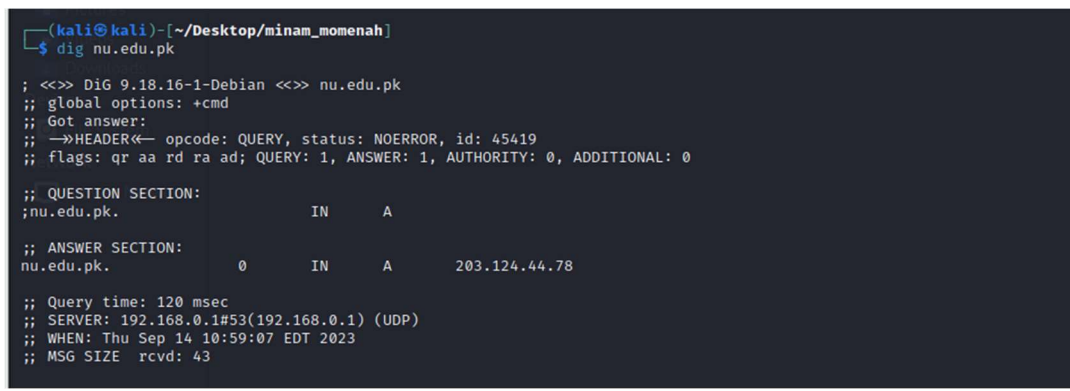 ┌──(kali㉿kali)-[~/Desktop/minam_momenah]
└─$ dig nu.edu.pk
; <<>> DiG 9.18.16-1-Debian <<>> nu.edu.pk
;; global options: +cmd
;; Got answer:
;; ->>HEADER<<- opcode: QUERY, status: NOERROR, id: 45419
;; flags: qr aa rd ra ad; QUERY: 1, ANSWER: 1, AUTHORITY: 0, ADDITIONAL: 0
;; QUESTION SECTION:
;nu.edu.pk. IN A
;; ANSWER SECTION:
nu.edu.pk. 0 IN A 203.124.44.78
;; Query time: 120 msec
;; SERVER: 192.168.0.1#53(192.168.0.1) (UDP)
;; WHEN: Thu Sep 14 10:59:07 EDT 2023
;; MSG SIZE rcvd: 43